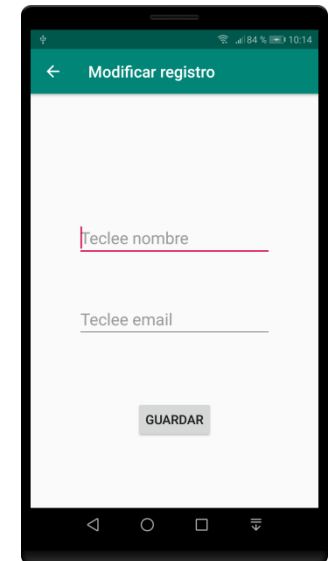 84 % 10:14
Modificar registro
Teclee nombre
Teclee email
GUARDAR